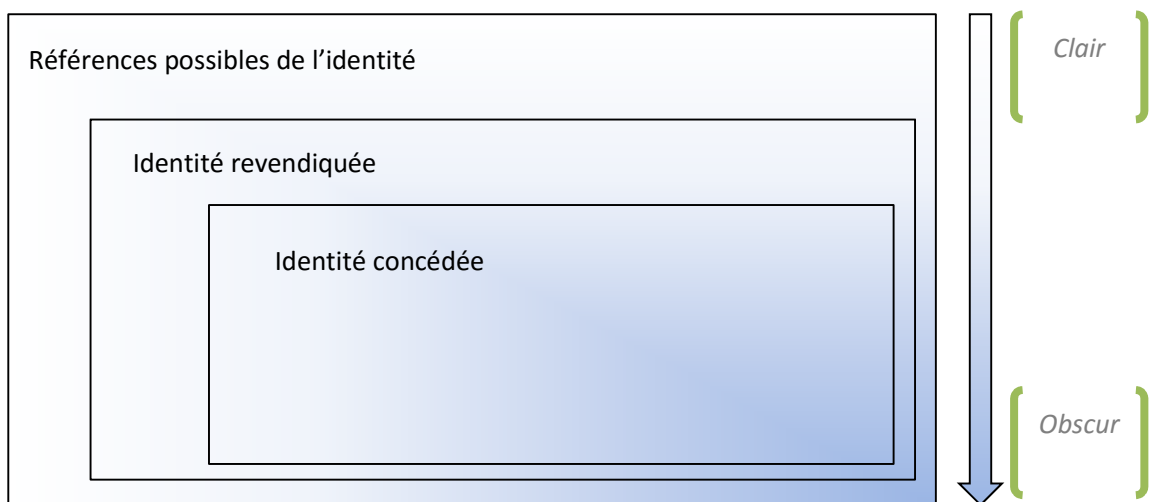 Références possibles de l’identité
Clair
Identité revendiquée
Identité concédée
Obscur